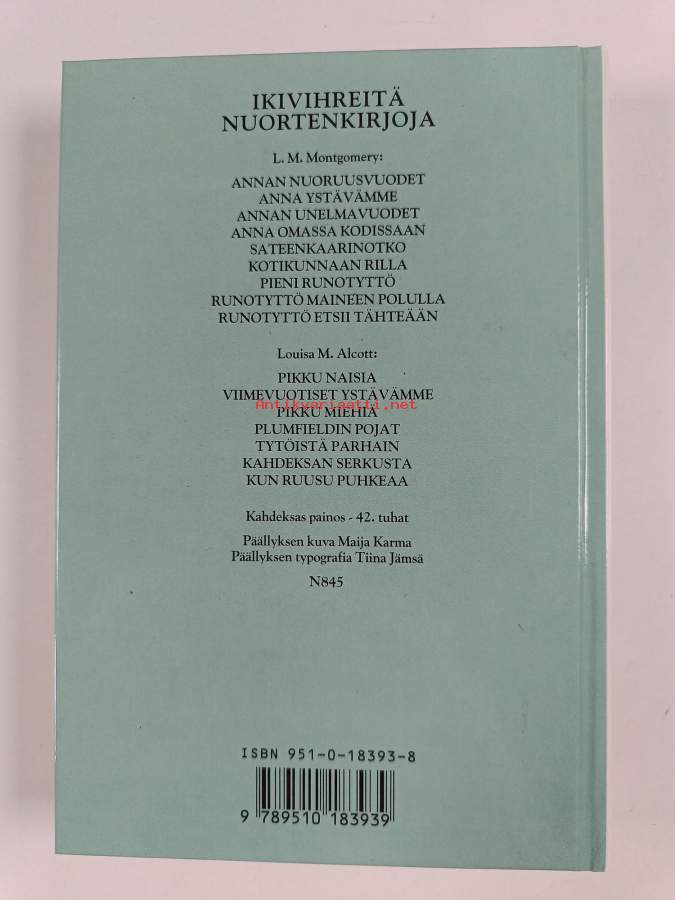 IKIVIHREITÄ
NUORTENKIRJOJA
L. M. Montgomery:
ANNAN NUORUUSVUODET
ANNA YSTÄVÄMME
ANNAN UNELMAVUODET
ANNA OMASSA KODISSAAN
SATEENKAARINOTKO
KOTIKUNNAAN RILLA
PIENI RUNOTYTTÖ
RUNOTYTTÖ MAINEEN POLULLA
RUNOTYTTÖ ETSII TÄHTEÄÄN
Louisa M. Alcott:
PIKKU NAISIA
VIIMEVUOTISET YSTÄVÄMME
Antikvariaatti.net
PIKKU MIEHIÄ
PLUMFIELDIN POJAT
TYTÖISTÄ PARHAIN
KAHDEKSAN SERKUSTA
KUN RUUSU PUHKEAA
Kahdeksas painos - 42. tuhat
Päällyksen kuva Maija Karma
Päällyksen typografia Tiina Jämsä
N845
ISBN 951-0-18393-8
9 789510 183939